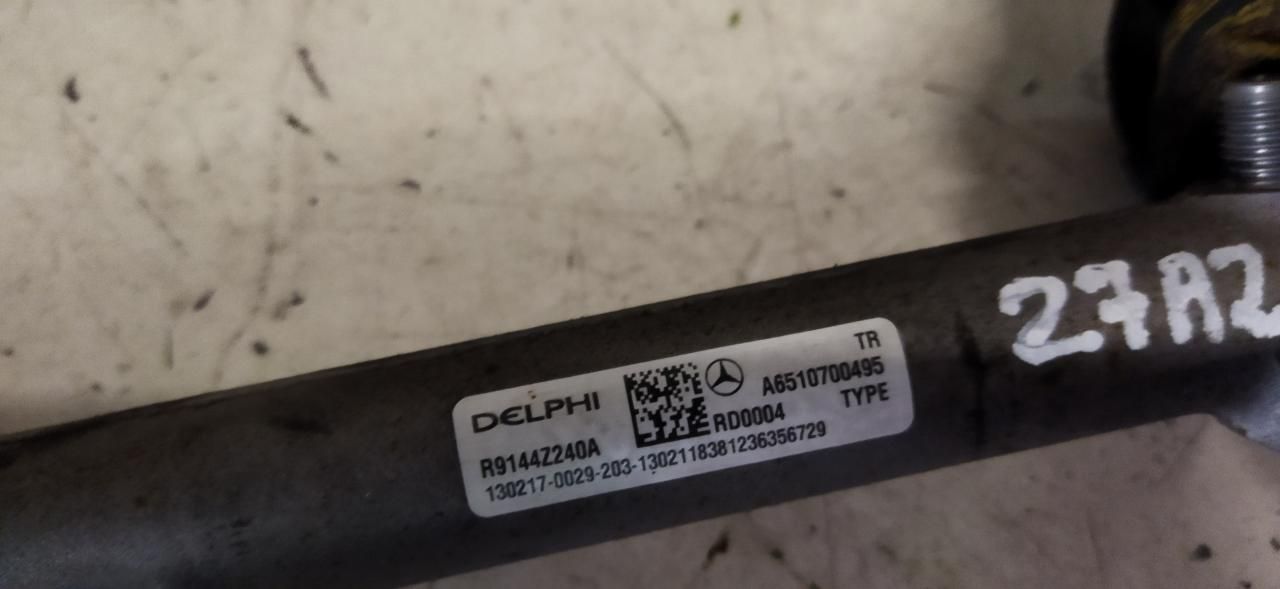 27A2
TR
DELPHI
A6510700495
R9144Z240A
RD0004
TYPE
130217-0029-203-1302118381236356729